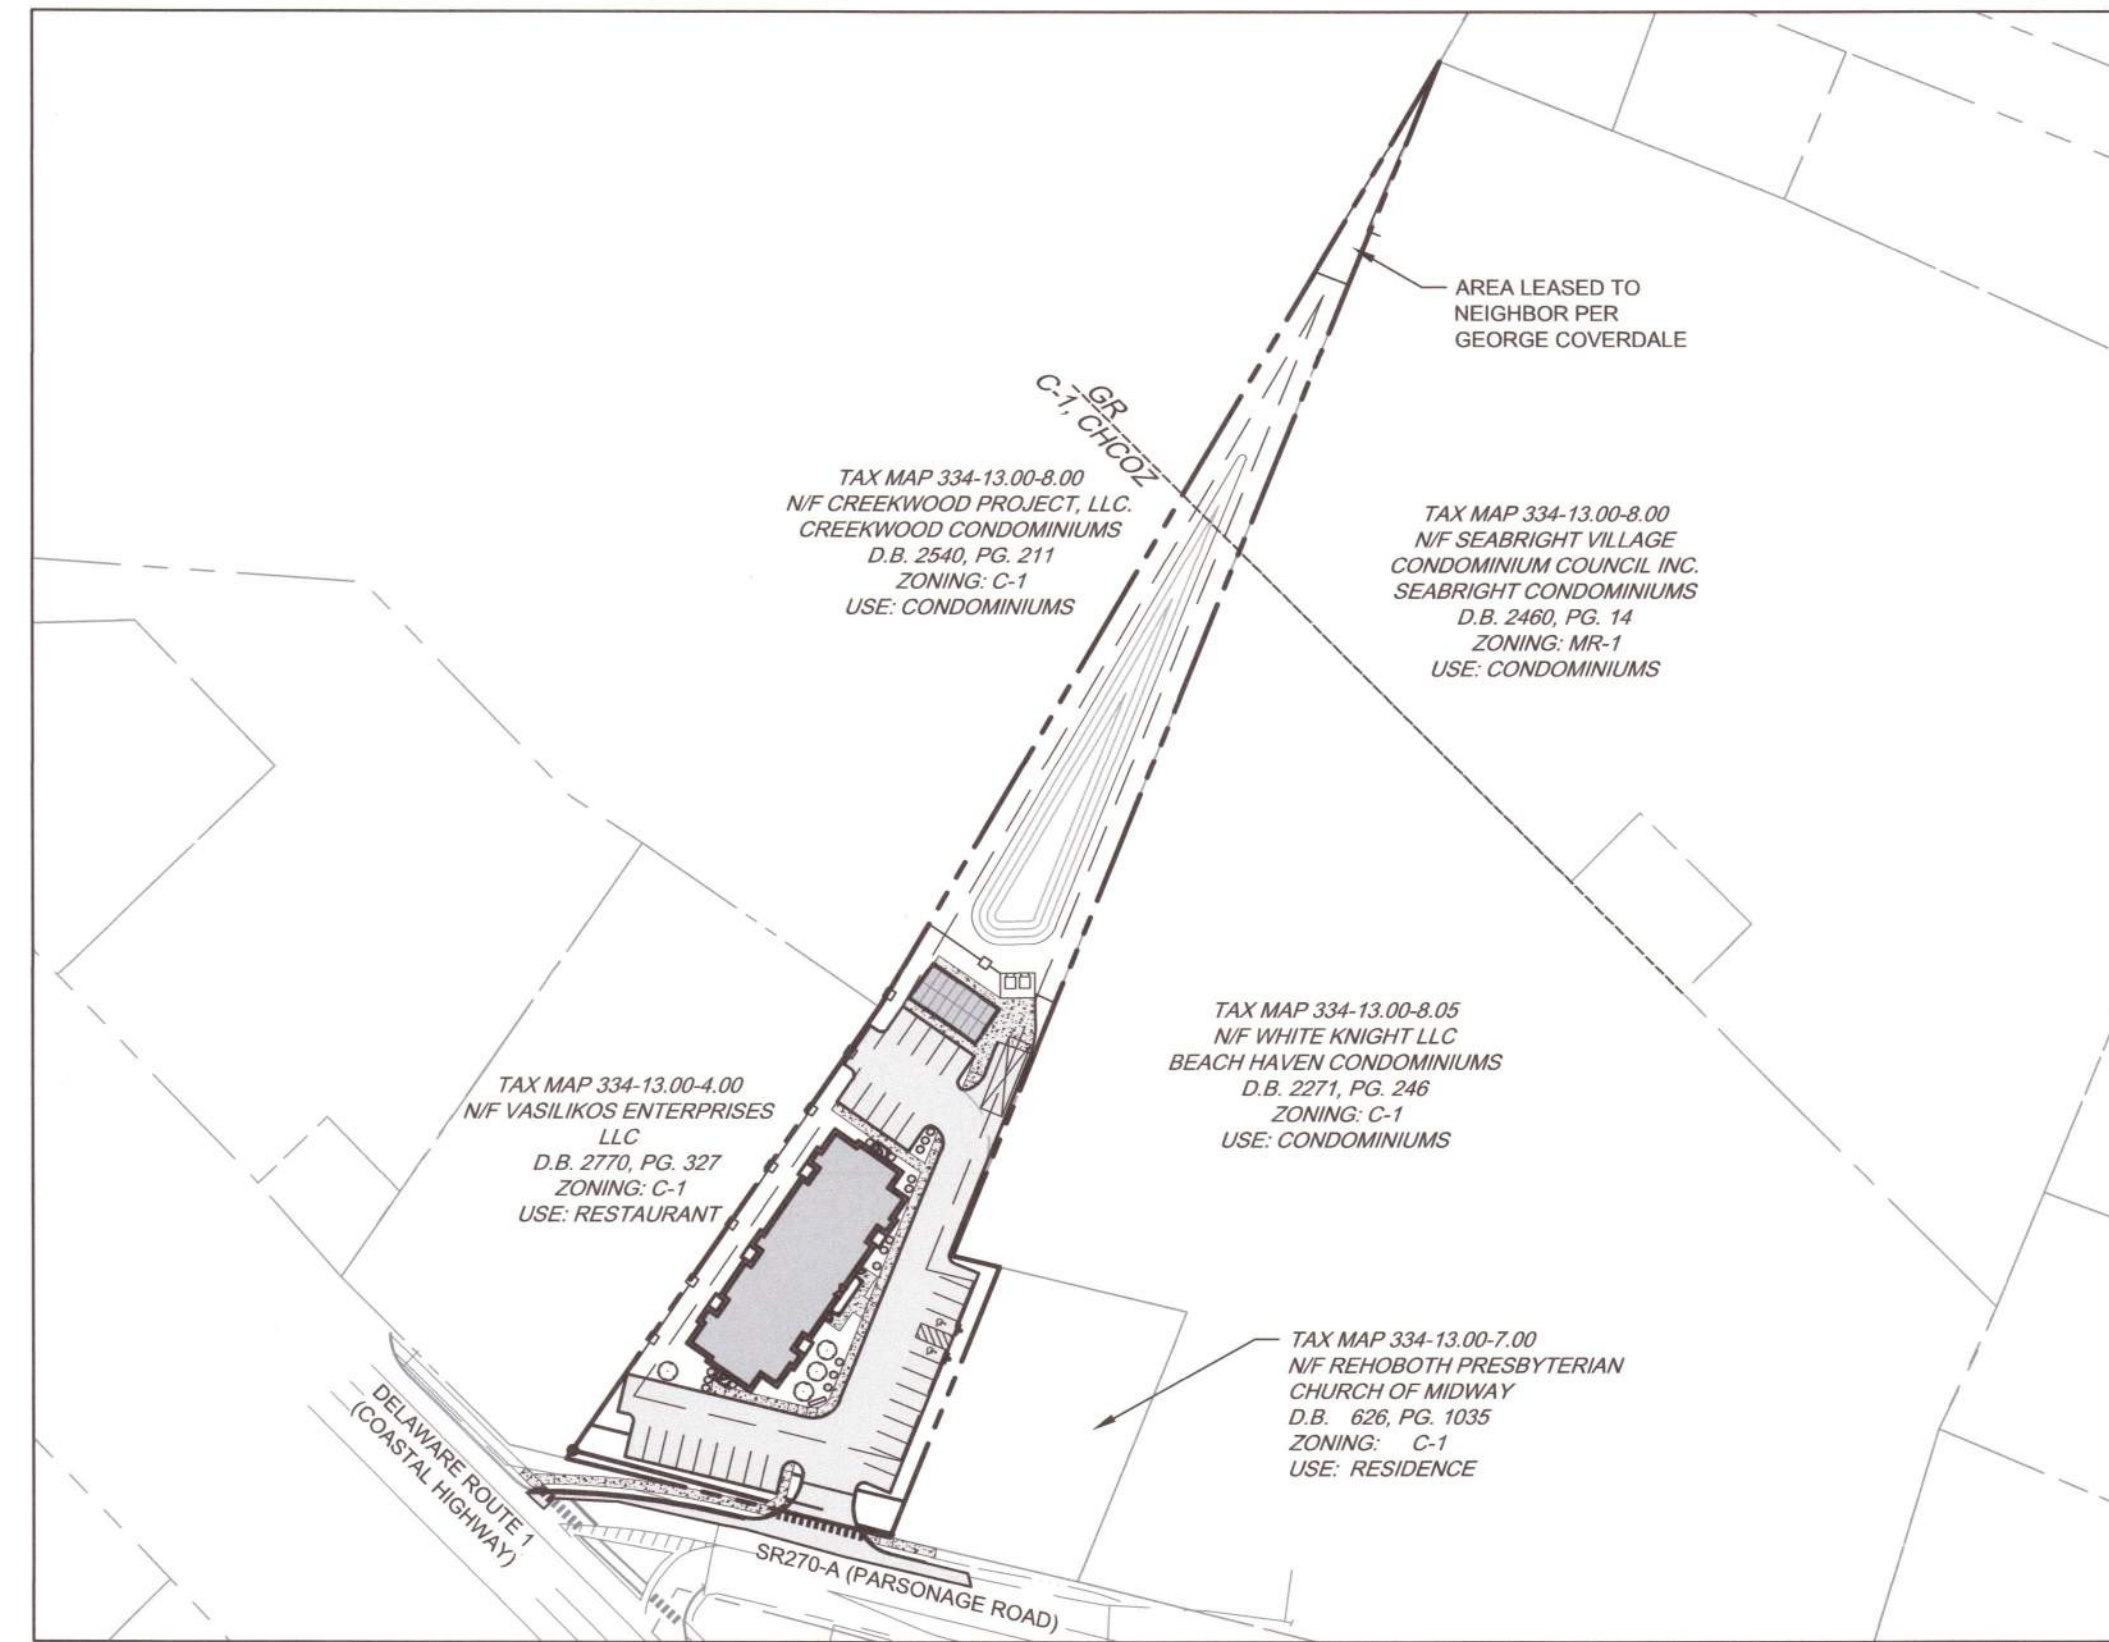 AREA LEASED TO
NEIGHBOR PER
GEORGE COVERDALE
GR
C-1, CHCOZ
TAX MAP 334-13.00-8.00
N/F CREEKWOOD PROJECT, LLC.
CREEKWOOD CONDOMINIUMS
D.B. 2540, PG. 211
ZONING: C-1
USE: CONDOMINIUMS
TAX MAP 334-13.00-8.00
N/F SEABRIGHT VILLAGE
CONDOMINIUM COUNCIL INC.
SEABRIGHT CONDOMINIUMS
D.B. 2460, PG. 14
ZONING: MR-1
USE: CONDOMINIUMS
TAX MAP 334-13.00-8.05
N/F WHITE KNIGHT LLC
BEACH HAVEN CONDOMINIUMS
D.B. 2271, PG. 246
ZONING: C-1
USE: CONDOMINIUMS
TAX MAP 334-13.00-4.00
N/F VASILIKOS ENTERPRISES
LLC
D.B. 2770, PG. 327
ZONING: C-1
USE: RESTAURANT
TAX MAP 334-13.00-7.00
N/F REHOBOTH PRESBYTERIAN
CHURCH OF MIDWAY
D.B. 626, PG. 1035
ZONING: C-1
USE: RESIDENCE
DELAWARE ROUTE 1
(COASTAL HIGHWAY)
SR270-A (PARSONAGE ROAD)